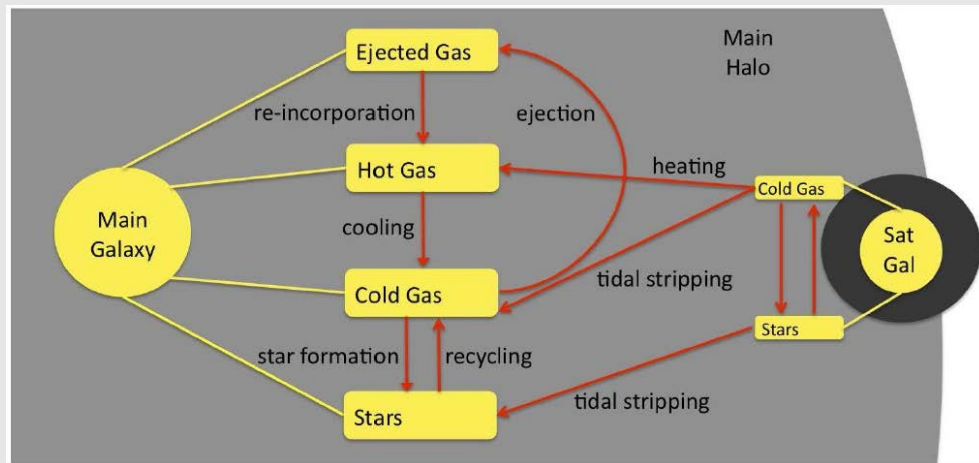 Main
Halo
Ejected Gas
re-incorporation
ejection
Hot Gas
heating
cooling
Main
Galaxy
Cold Gas
Sat
Gal
Cold Gas
tidal stripping
Stars
star formation
recycling
tidal stripping
Stars